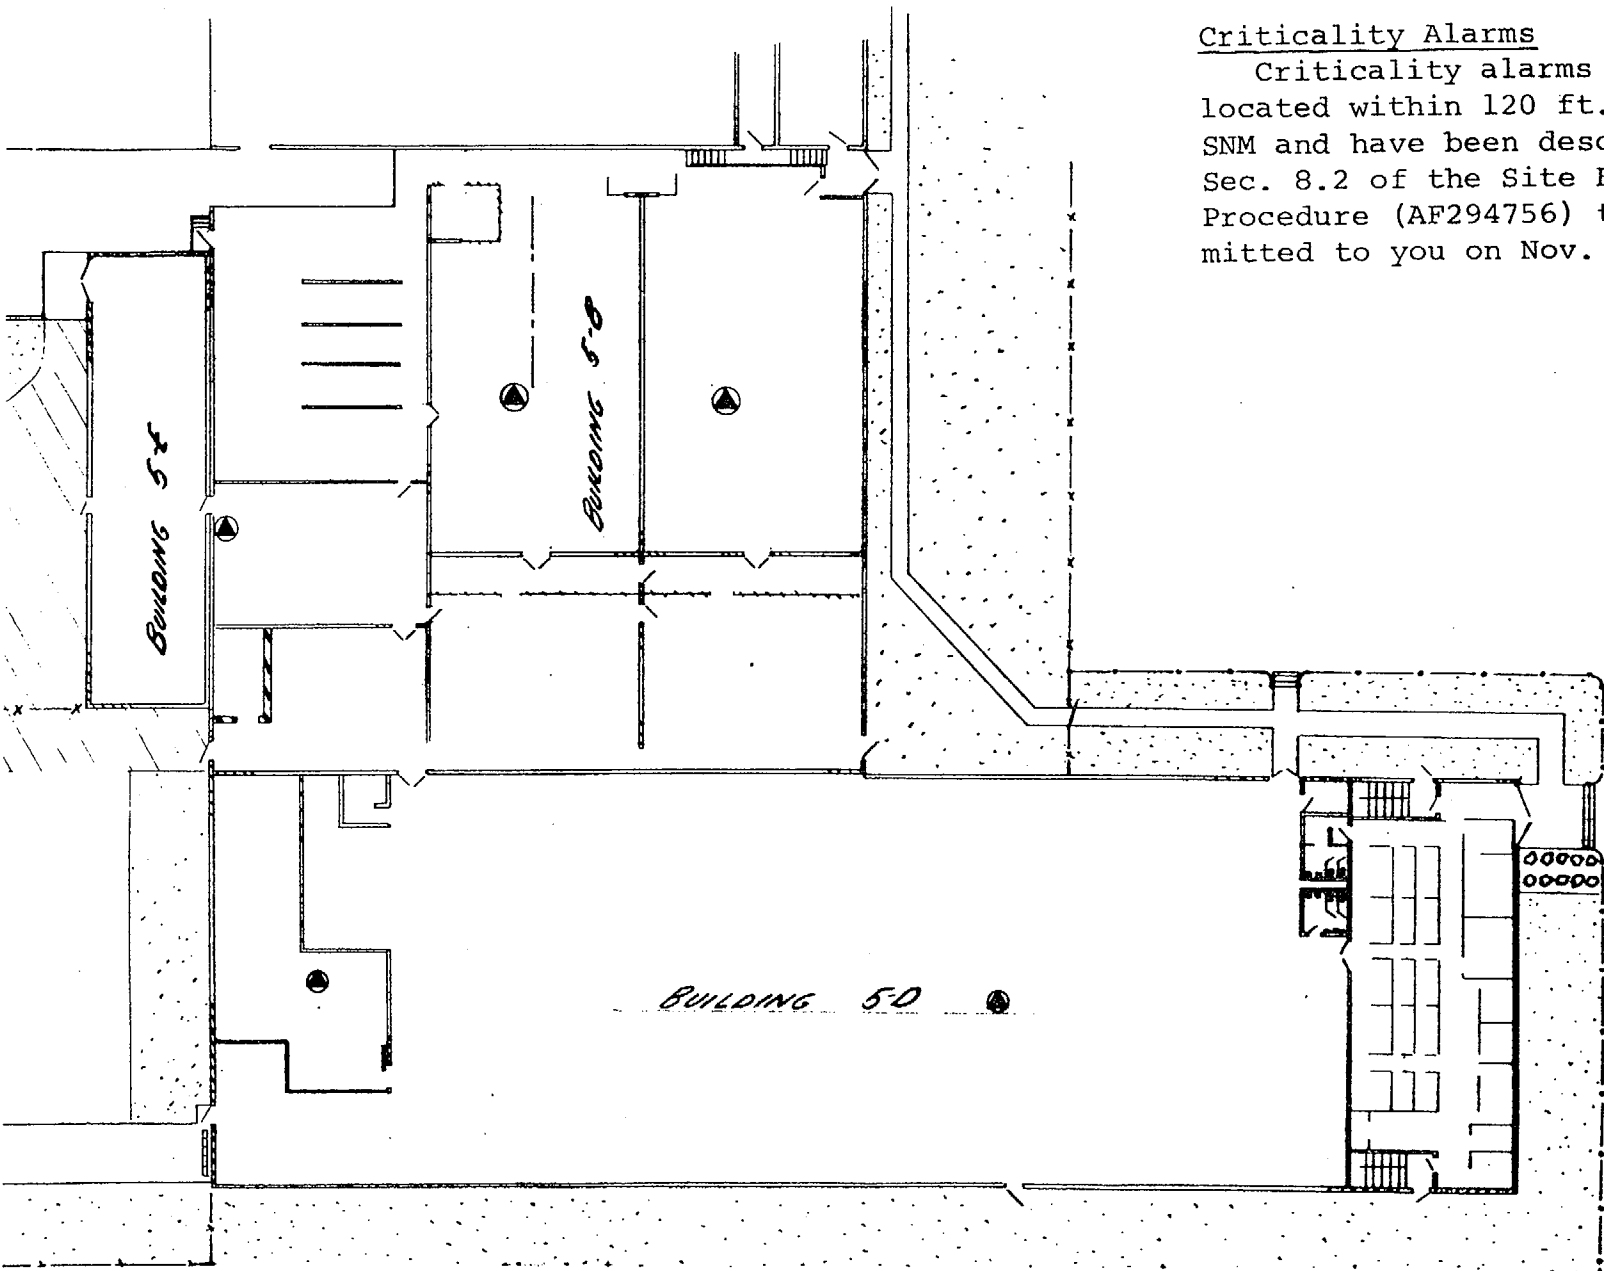 Criticality Alarms
Criticality alarms
located within 120 ft.
SNM and have been desc
Sec. 8.2 of the Site
Procedure (AF294756) t
mitted to you on Nov.
BUILDING 5-B
BUILDING
BUILDING 5-D